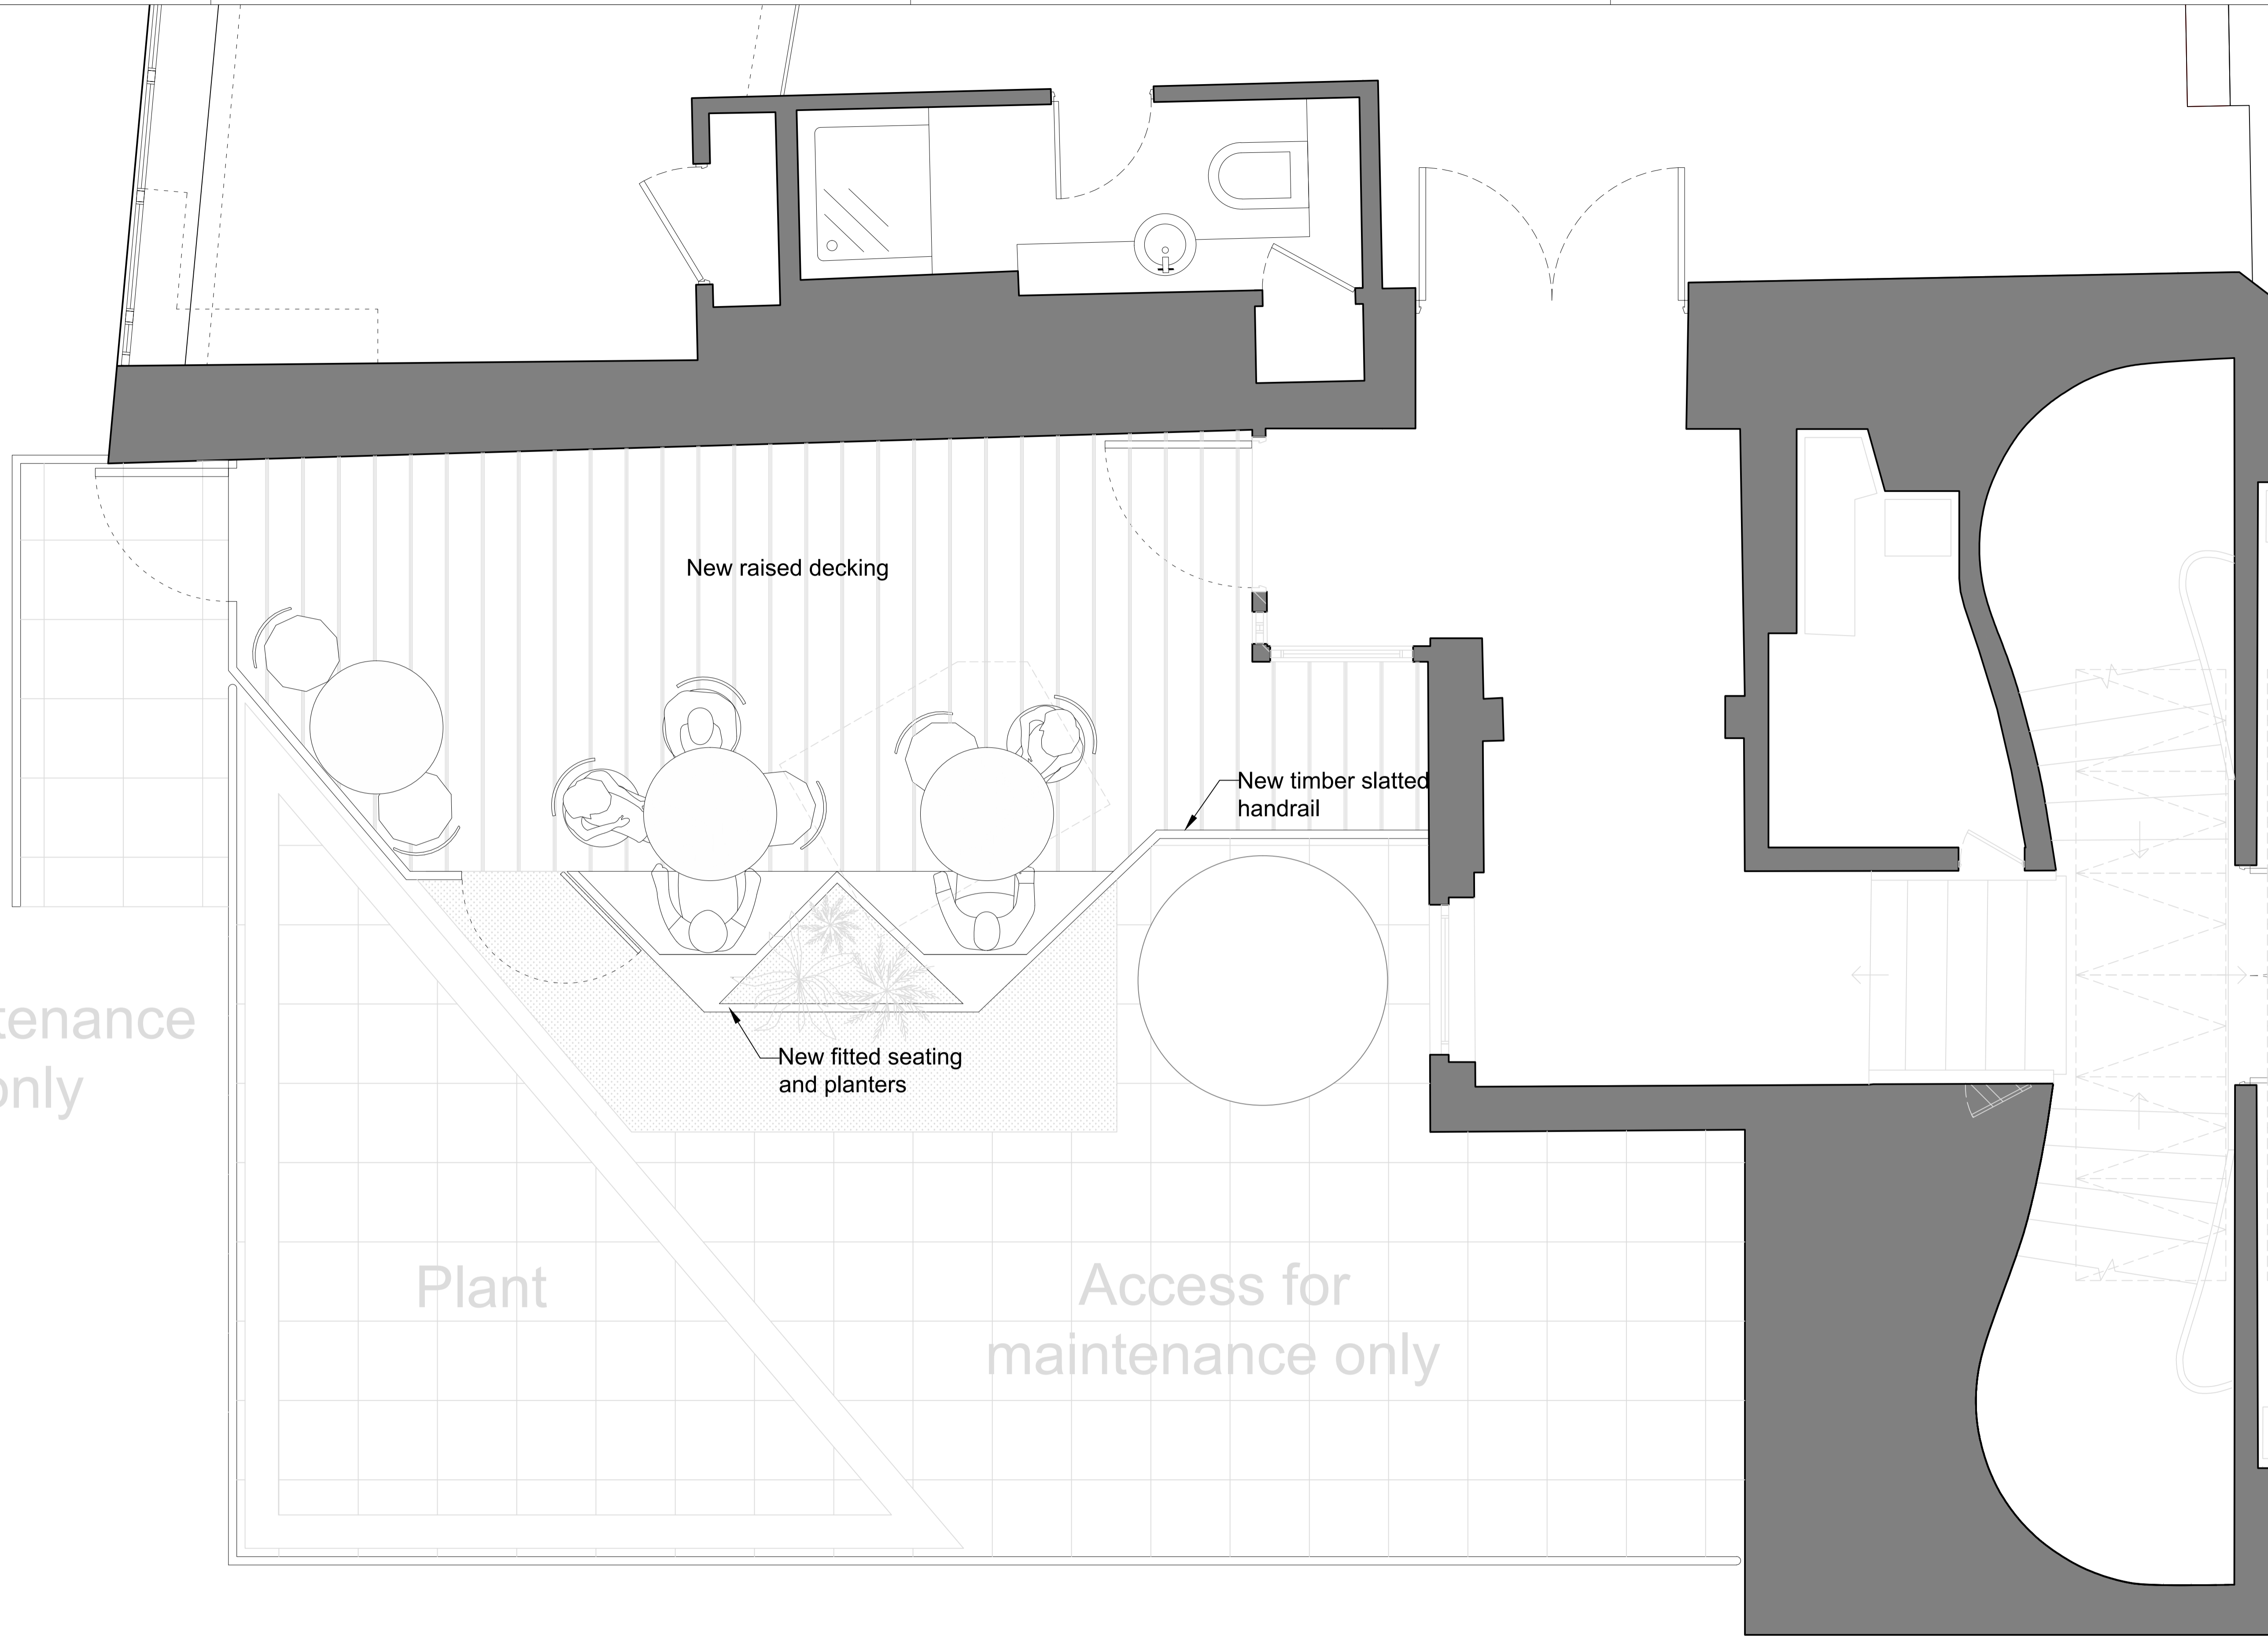 New raised decking
New timber slatted
handrail
tenance
only
New fitted seating
and planters
Plant
Access for
maintenance only